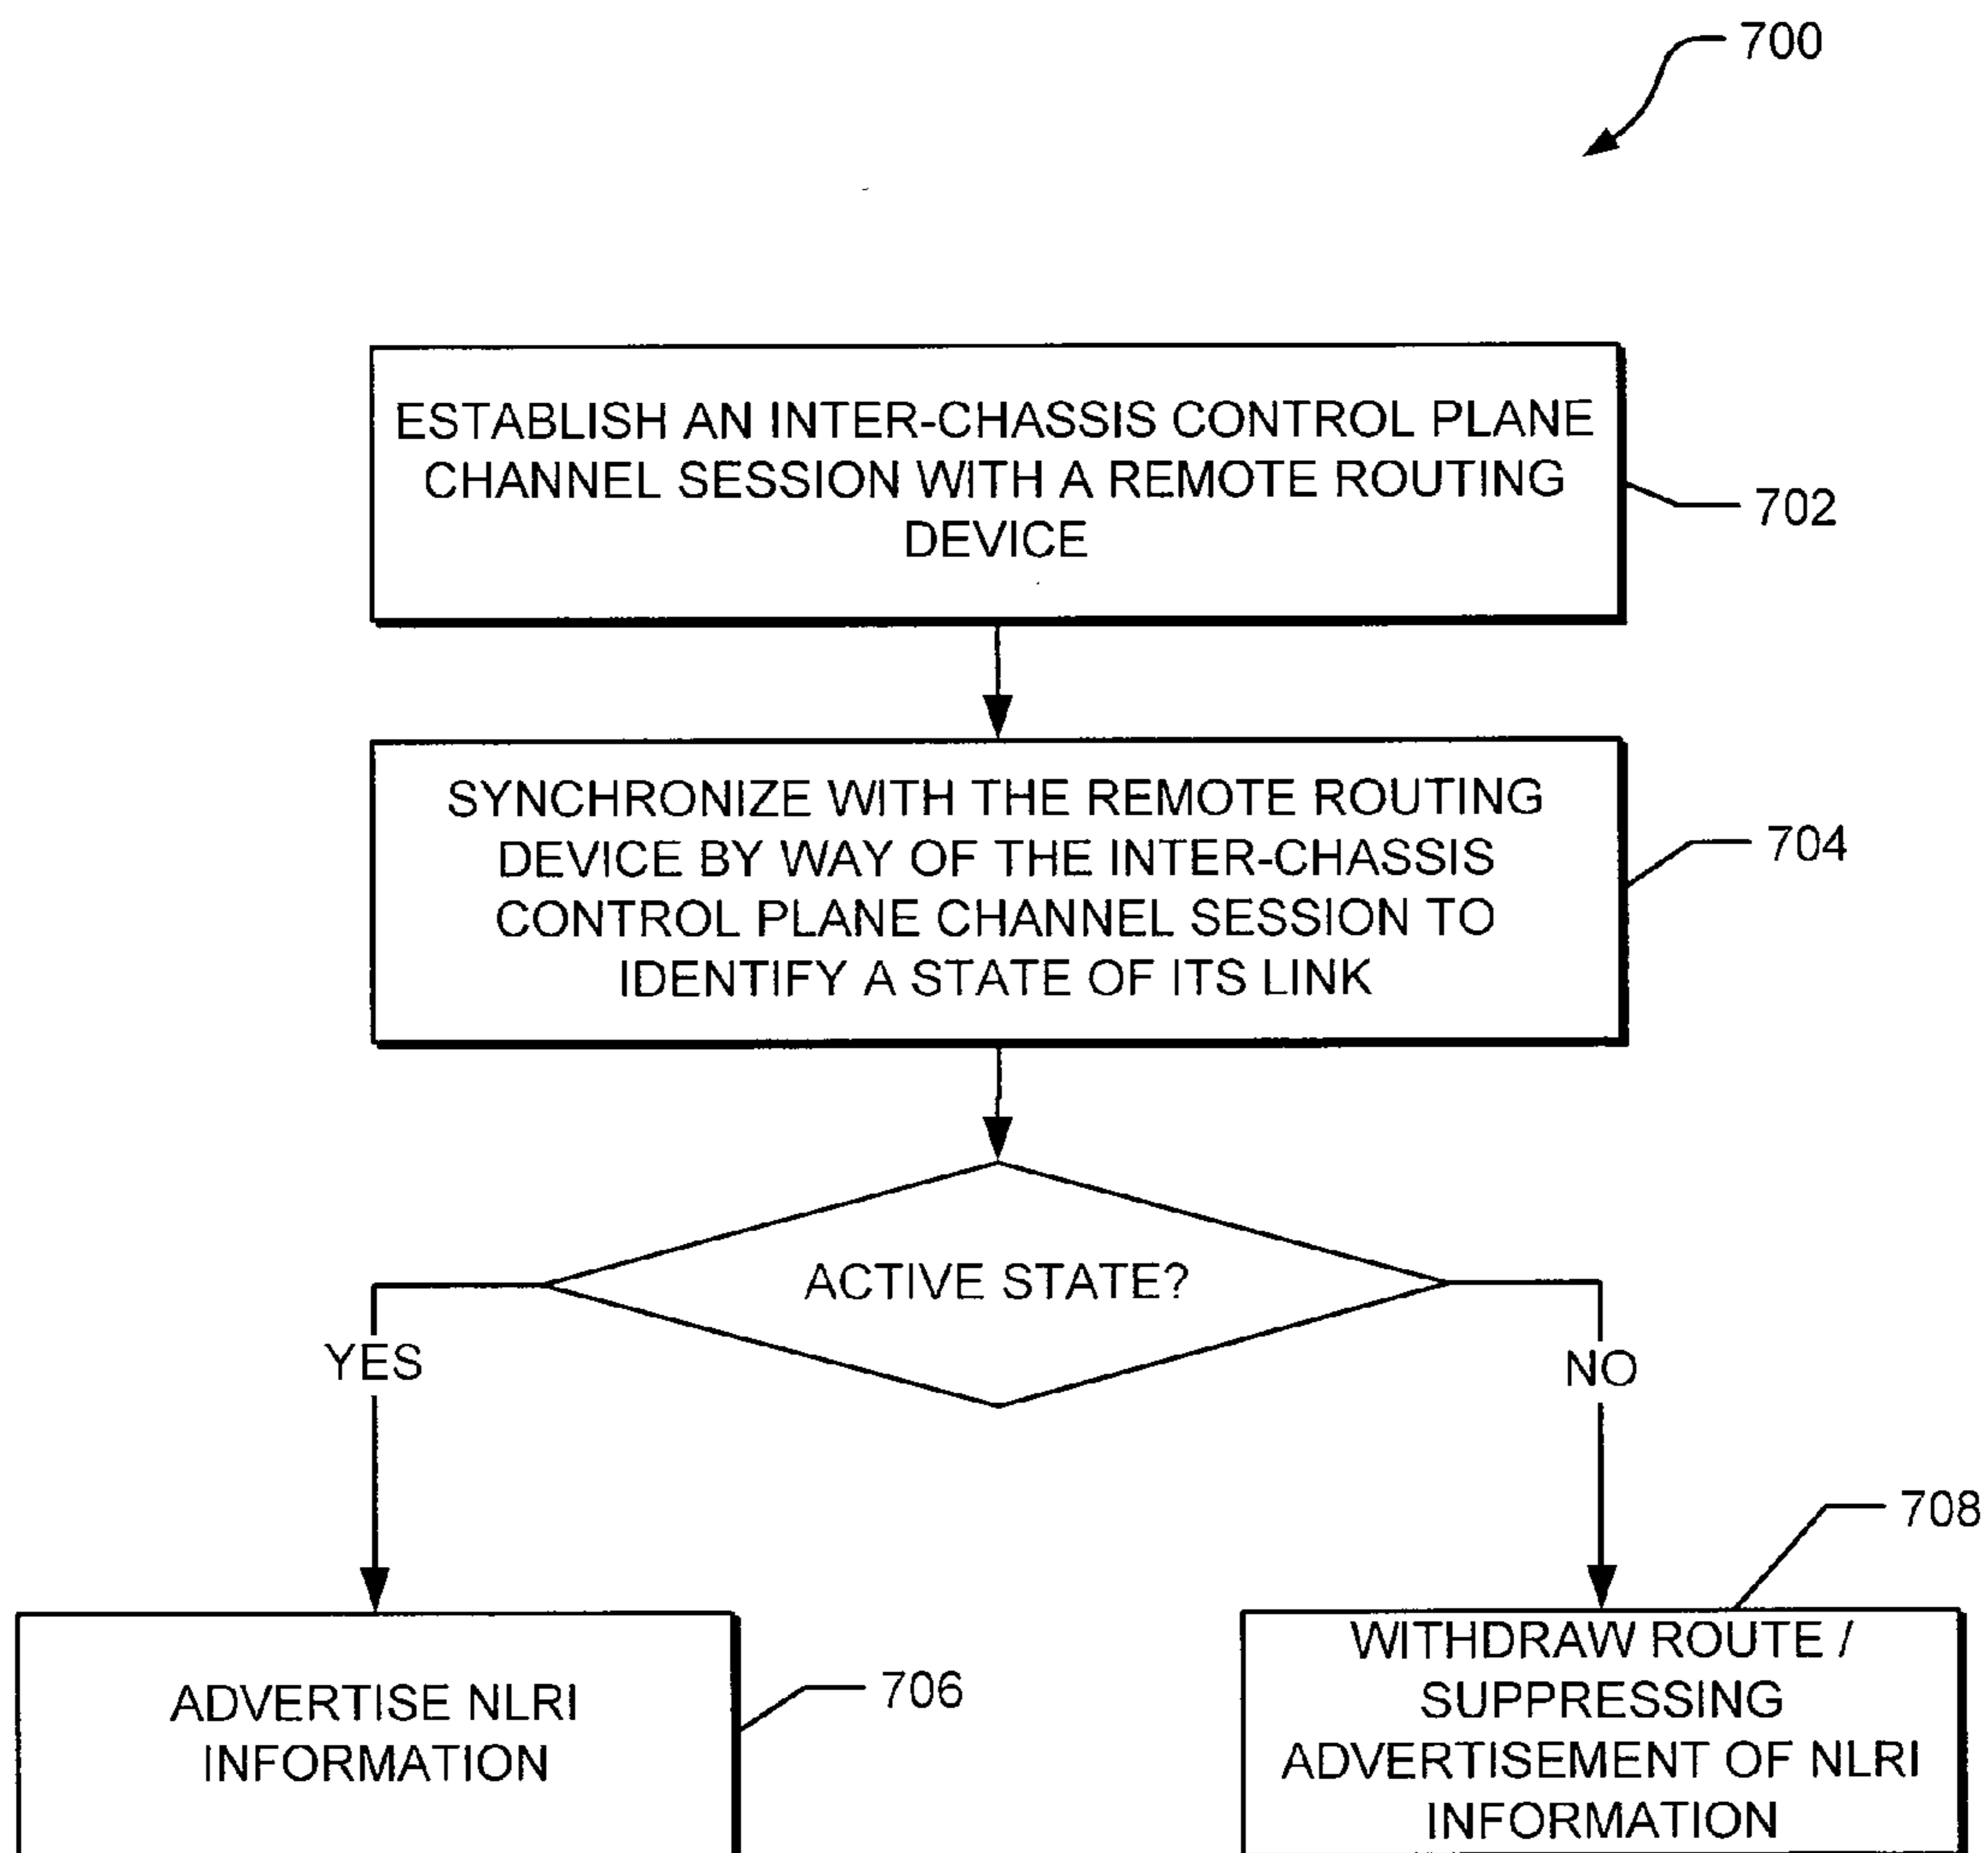 700
ESTABLISH AN INTER-CHASSIS CONTROL PLANE
CHANNEL SESSION WITH A REMOTE ROUTING
DEVICE
702
SYNCHRONIZE WITH THE REMOTE ROUTING
DEVICE BY WAY OF THE INTER-CHASSIS
CONTROL PLANE CHANNEL SESSION TO
IDENTIFY A STATE OF ITS LINK
704
ACTIVE STATE?
YES
NO
708
ADVERTISE NLRI
INFORMATION
706
WITHDRAW ROUTE /
SUPPRESSING
ADVERTISEMENT OF NLRI
INFORMATION